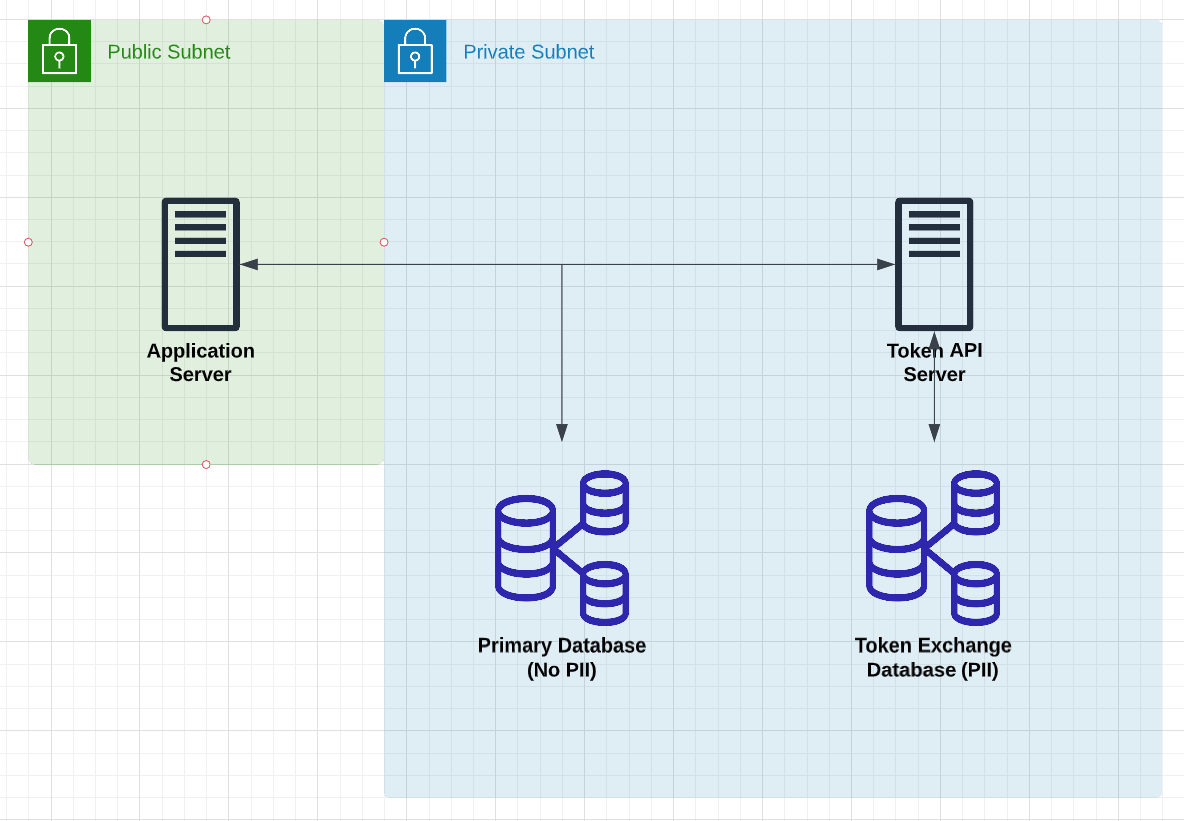 Public Subnet
Private Subnet
Application
Server
Token API
Server
Primary Database
(No PII)
Token Exchange
Database (PII)